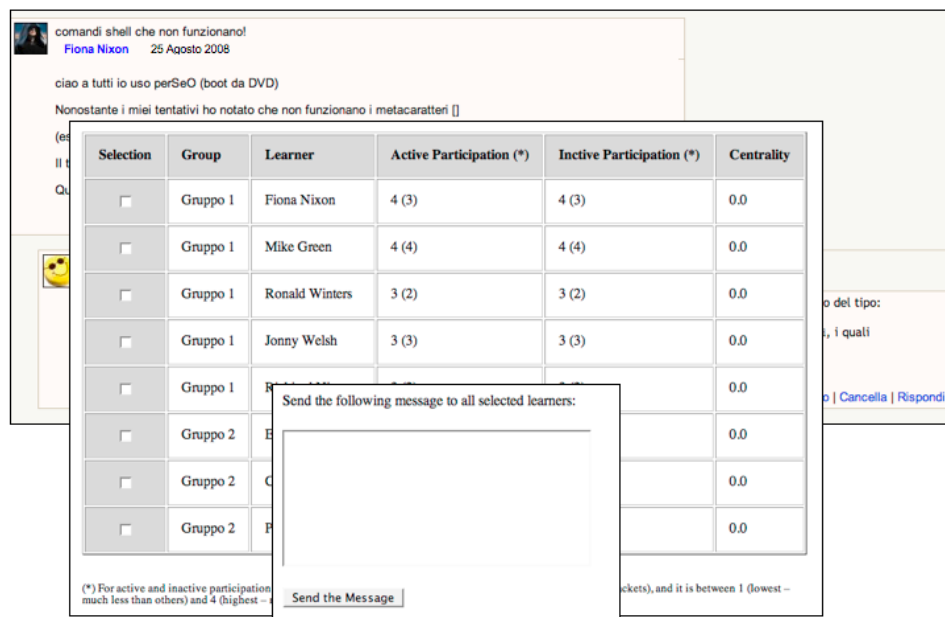 comandi shell che non funzionano!
Fiona Nixon 25 Agosto 2008
ciao a tutti io uso perSeO (boot da DVD)
Nonostante i miei tentativi ho notato che non funzionano i metacaratteri []
Selection Group Learner Active Participation (*) Inctive Participation (*) Centrality
Gruppo 1 Fiona Nixon 4 (3) 4 (3) 0.0
Gruppo 1 Mike Green 4 (4) 4 (4) 0.0
Gruppo 1 Ronald Winters 3 (2) 3 (2) 0.0
o del tipo:
Gruppo 1 Jonny Welsh 3 (3) 3 (3) 0.0
i quali
Gruppo 1 0.0
| Cancella | Rispondi
Send the following message to all selected learners:
Gruppo 2 0.0
Gruppo 2 0.0
Gruppo 2 0.0
Send the Message
(*) For active and inactive participation ckets), and it is between 1 (lowest –
much less than others) and 4 (highest –